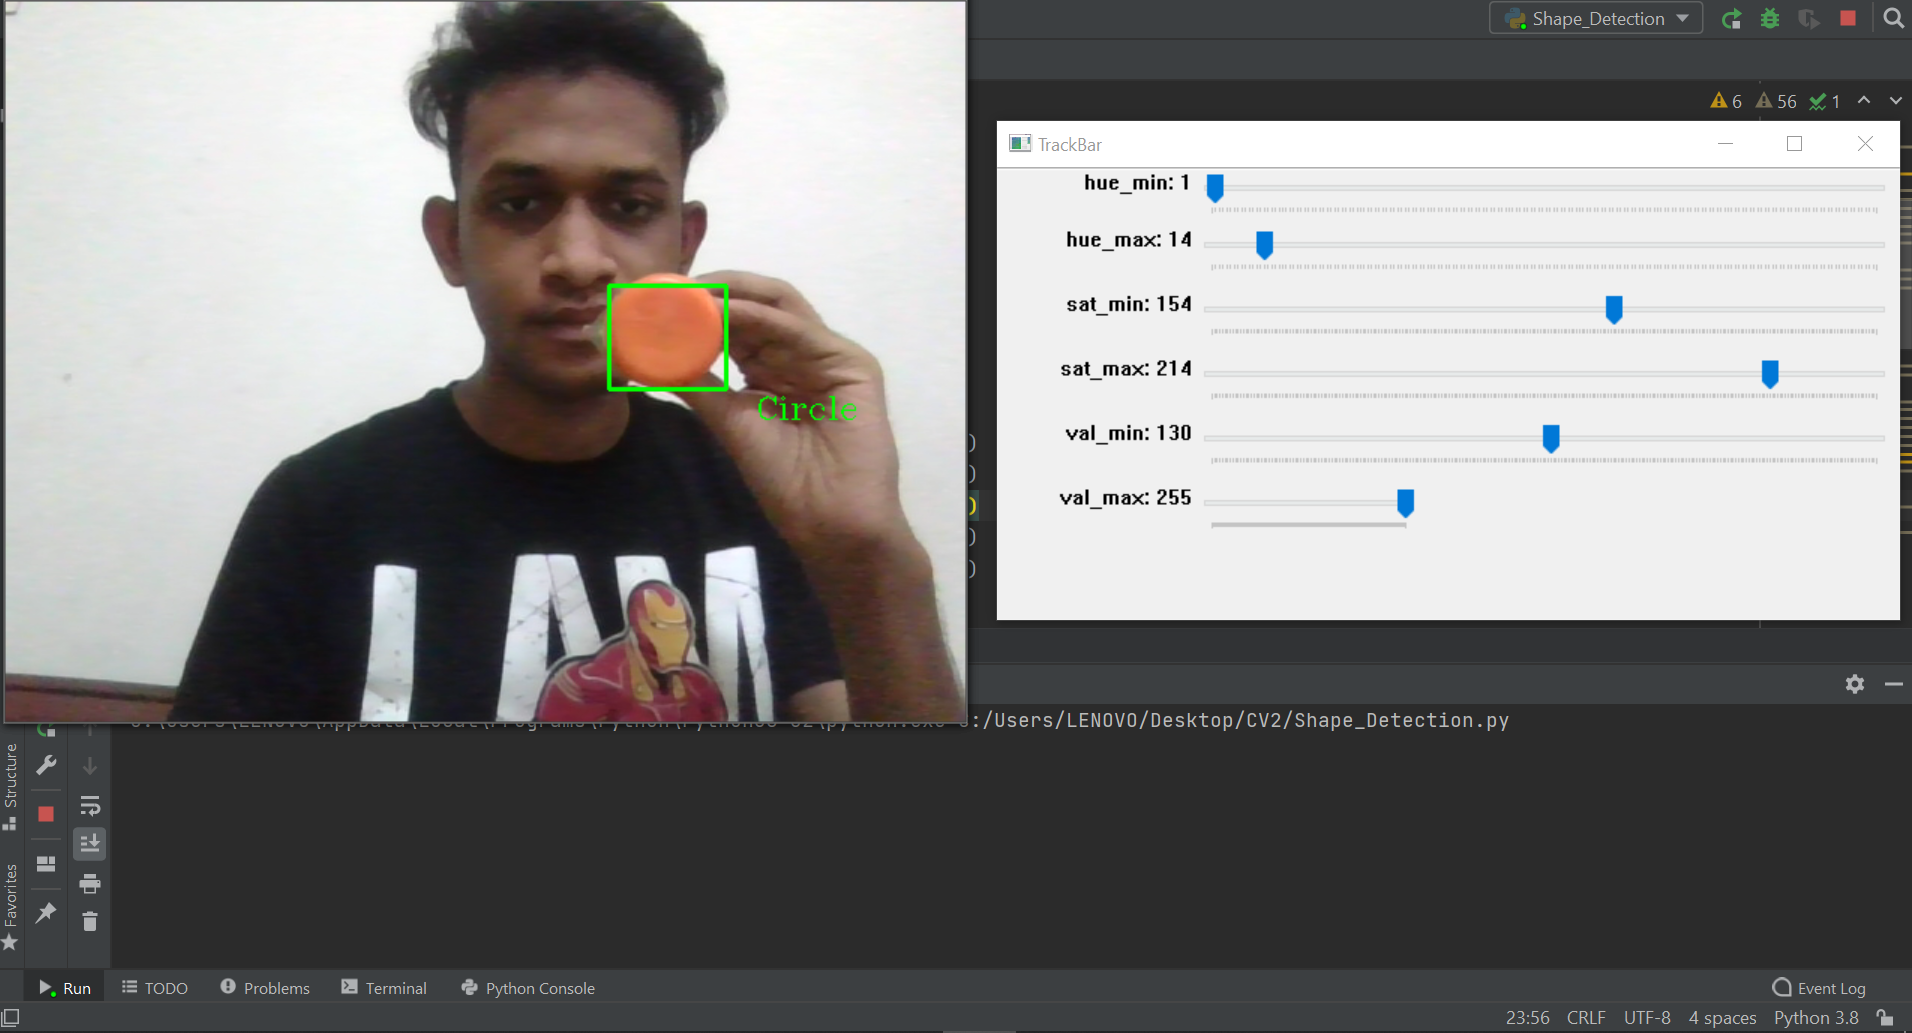 Shape_Detection
6 56 1
TrackBar
hue_min: 1
hue_max: 14
sat_min: 154
sat_max: 214
val_min: 130
val_max: 255
Circle
I AM
:/Users/LENOVO/Desktop/CV2/Shape_Detection.py
Structure
Favorites
Run TODO Problems Terminal Python Console Event Log
23:56 CRLF UTF-8 4 spaces Python 3.8